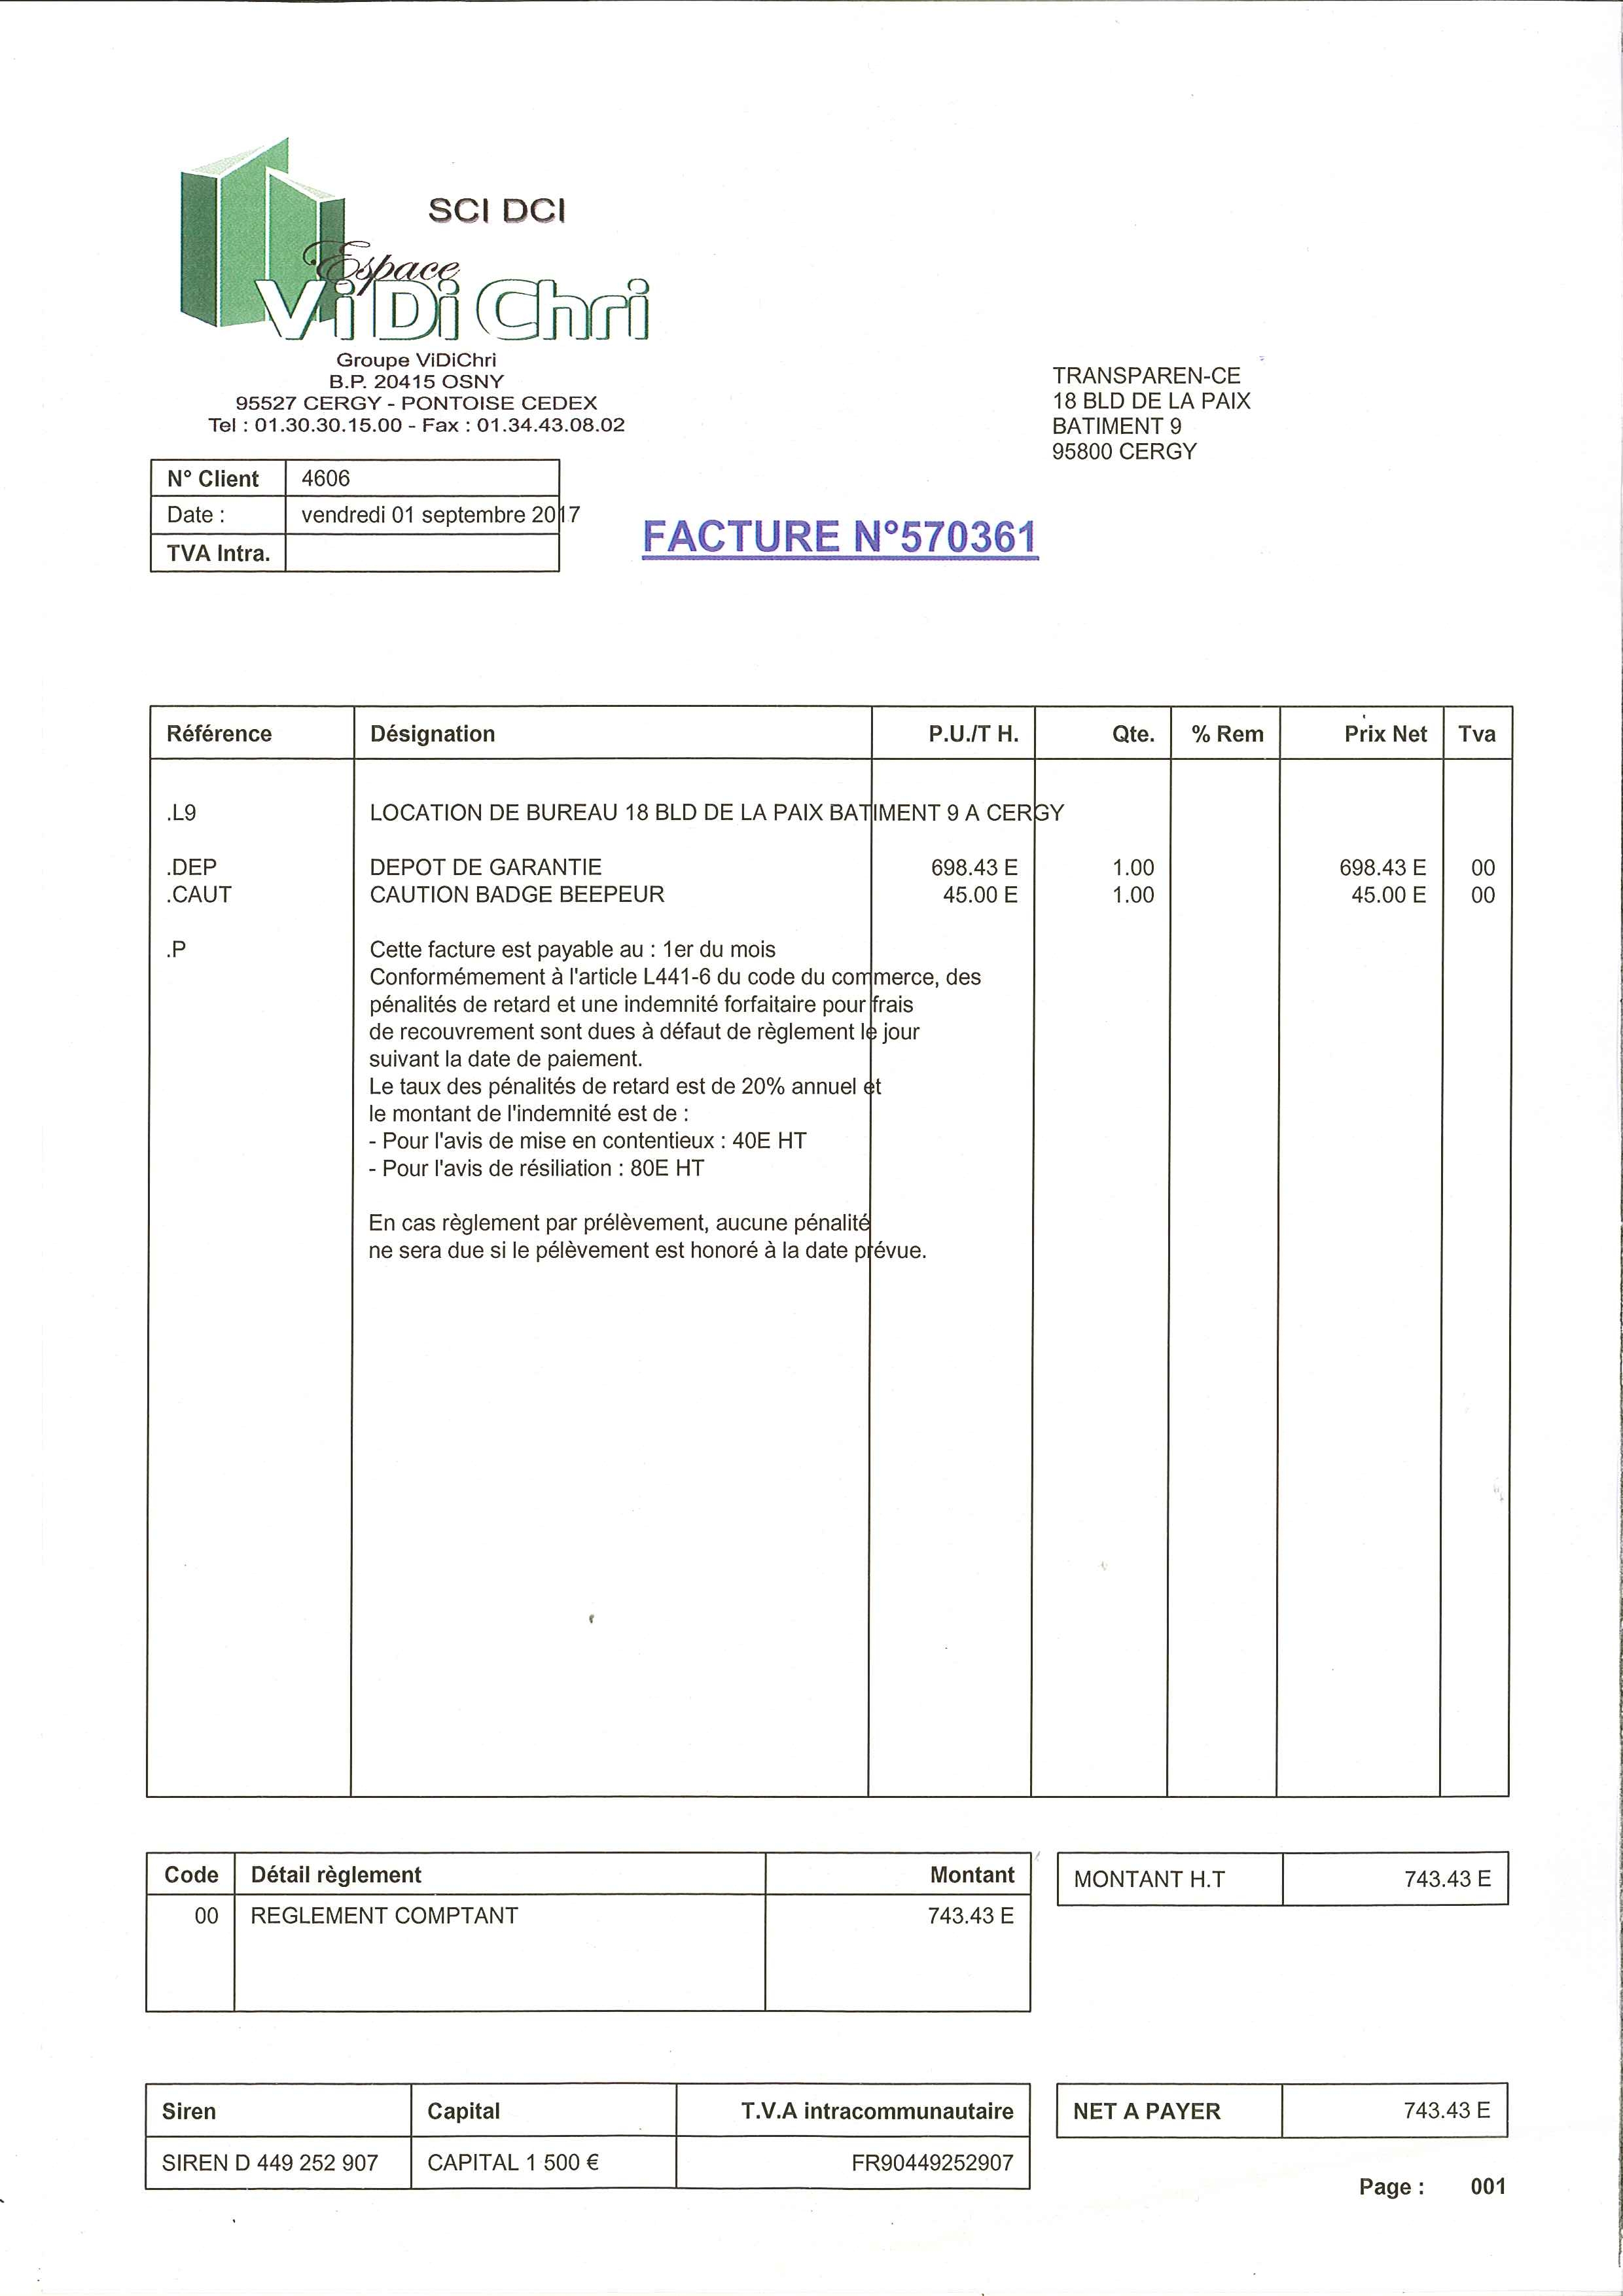 SCI DCI
Espace
ViDi Chri
Groupe ViDiChri
B.P. 20415 OSNY
95527 CERGY - PONTOISE CEDEX
Tel : 01.30.30.15.00 - Fax : 01.34.43.08.02
TRANSPAREN-CE
18 BLD DE LA PAIX
BATIMENT 9
95800 CERGY
N° Client 4606
Date : vendredi 01 septembre 2017
TVA Intra.
FACTURE N°570361
Référence Désignation P.U./T H. Qte. % Rem Prix Net Tva
.L9 LOCATION DE BUREAU 18 BLD DE LA PAIX BATIMENT 9 A CERGY
.DEP DEPOT DE GARANTIE 698.43 E 1.00 698.43 E 00
.CAUT CAUTION BADGE BEEPEUR 45.00 E 1.00 45.00 E 00
.P Cette facture est payable au : 1er du mois
Conformémement à l'article L441-6 du code du commerce, des
pénalités de retard et une indemnité forfaitaire pour frais
de recouvrement sont dues à défaut de règlement le jour
suivant la date de paiement.
Le taux des pénalités de retard est de 20% annuel et
le montant de l'indemnité est de :
- Pour l'avis de mise en contentieux : 40E HT
- Pour l'avis de résiliation : 80E HT
En cas règlement par prélèvement, aucune pénalité
ne sera due si le pélèvement est honoré à la date prévue.
Code Détail règlement Montant
00 REGLEMENT COMPTANT 743.43 E
MONTANT H.T 743.43 E
Siren Capital T.V.A intracommunautaire
SIREN D 449 252 907 CAPITAL 1 500 € FR90449252907
NET A PAYER 743.43 E
Page : 001